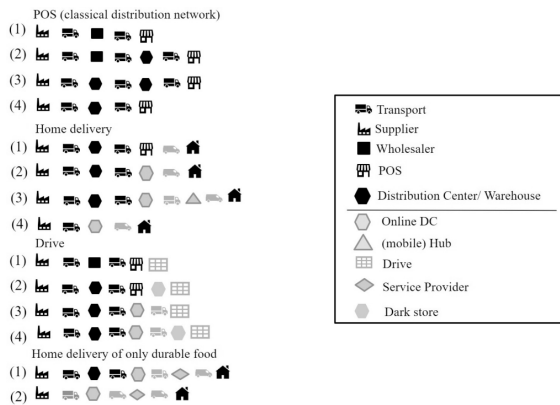 POS (classical distribution network)
(1)
(2)
(3)
(4)
Home delivery
(1)
(2)
(3)
(4)
Drive
(1)
(2)
(3)
(4)
Home delivery of only durable food
(1)
(2)
Transport
Supplier
Wholesaler
POS
Distribution Center/ Warehouse
Online DC
(mobile) Hub
Drive
Service Provider
Dark store